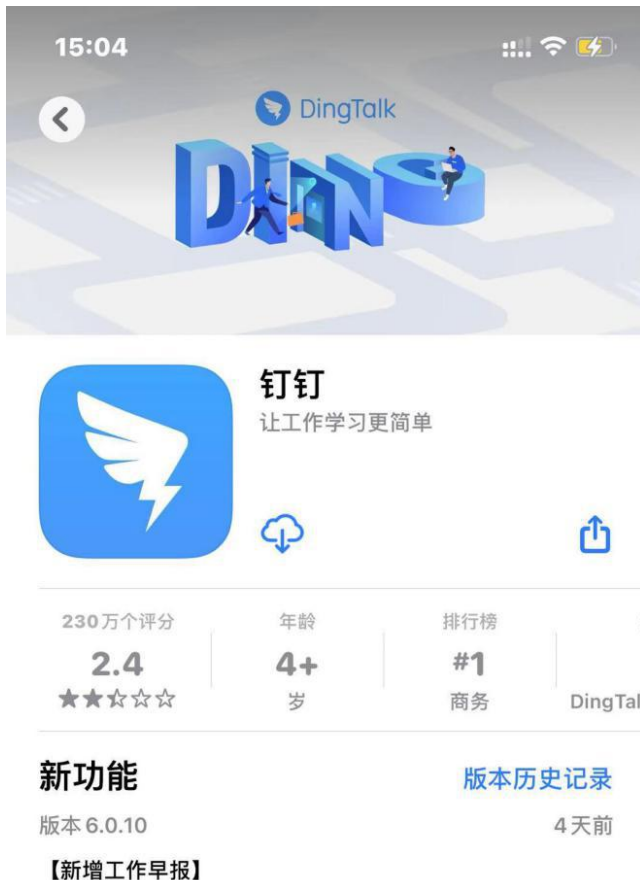 15:04
DingTalk
DING
钉钉
让工作学习更简单
230万个评分
年龄
排行榜
2.4
4+
#1
岁
商务
DingTal
新功能
版本历史记录
版本 6.0.10
4天前
【新增工作早报】